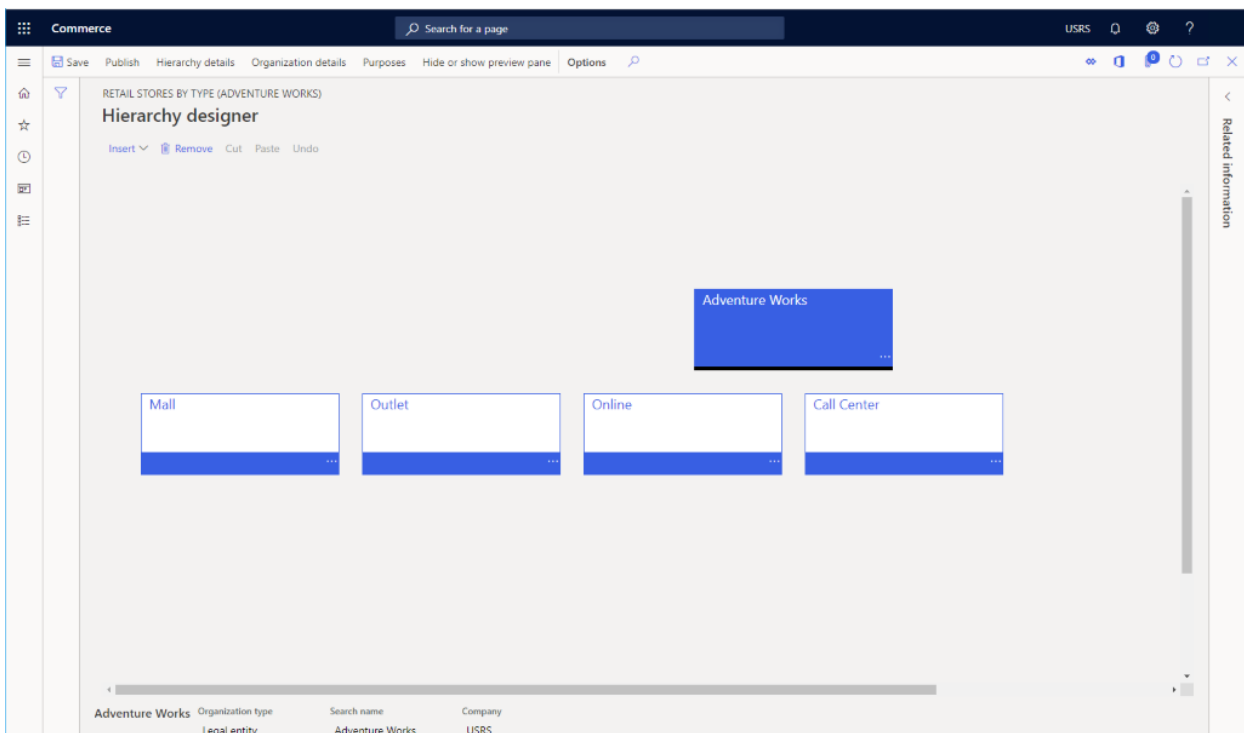 Commerce
Search for a page
USRS
?
Save Publish Hierarchy details Organization details Purposes Hide or show preview pane Options
0
RETAIL STORES BY TYPE (ADVENTURE WORKS)
Hierarchy designer
Insert Remove Cut Paste Undo
Related information
Adventure Works
...
Mall
Outlet
Online
Call Center
...
...
...
...
Adventure Works Organization type Search name Company
Legal entity Adventure Works USRS